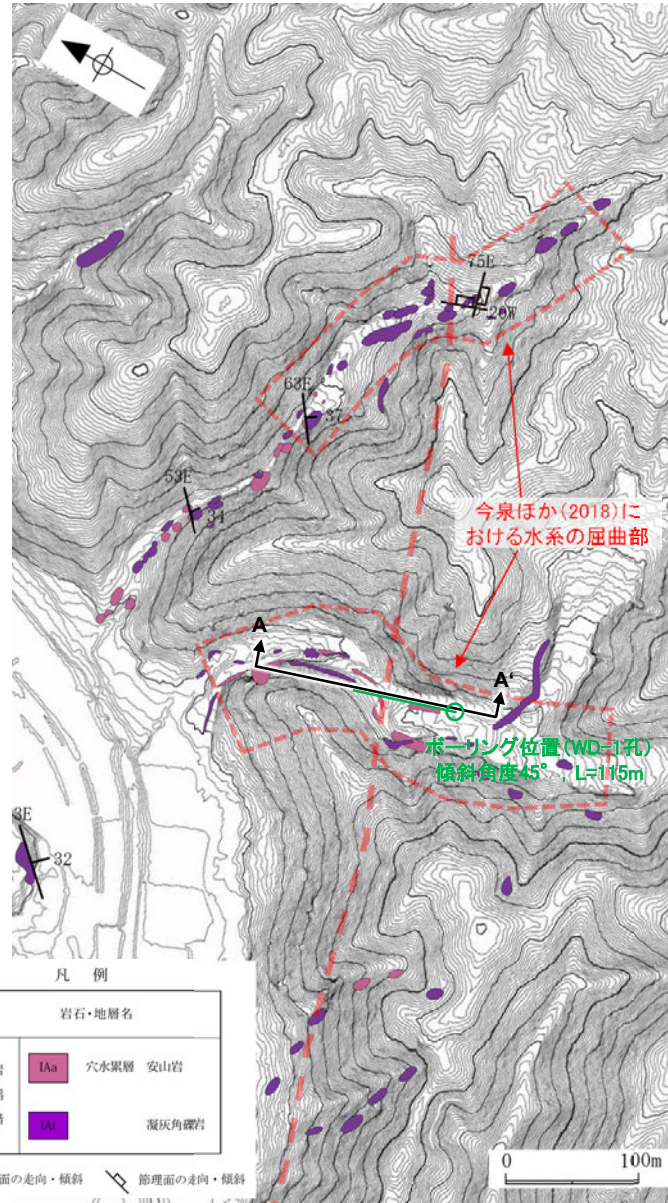 75E
20W
63E
37
53E
34
今泉ほか(2018)に
おける水系の屈曲部
A
A'
ボーリング位置(WD-1孔)
傾斜角度45°, L=115m
3E
32
凡 例
岩石・地層名
IAa 穴水累層 安山岩
IAt 凝灰角礫岩
面の走向・傾斜 節理面の走向・傾斜
0 100m